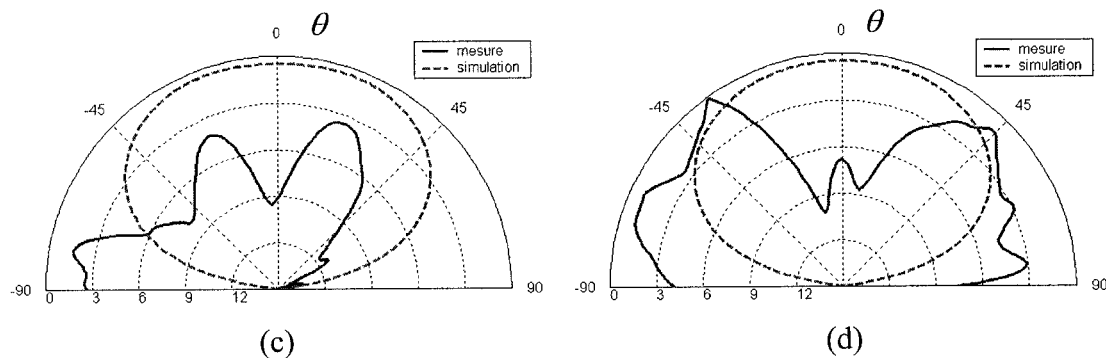 0 θ
mesure
simulation
-45
45
-90
90
0 3 6 9 12
(c)
0 θ
mesure
simulation
-45
45
-90
90
0 3 6 9 12
(d)